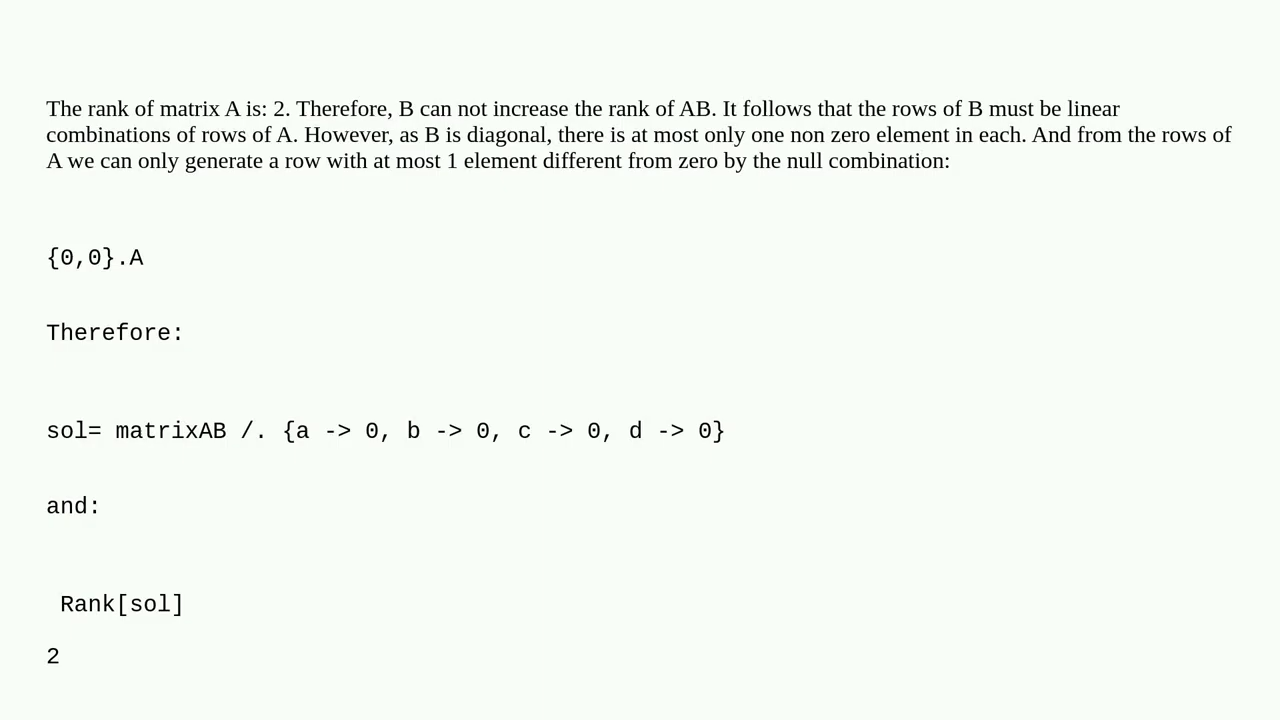 The rank of matrix A is: 2. Therefore, B can not increase the rank of AB. It follows that the rows of B must be linear
combinations of rows of A. However, as B is diagonal, there is at most only one non zero element in each. And from the rows of
A we can only generate a row with at most 1 element different from zero by the null combination:
{0,0}.A
Therefore:
sol= matrixAB /. {a -> 0, b -> 0, c -> 0, d -> 0}
and:
Rank[sol]
2